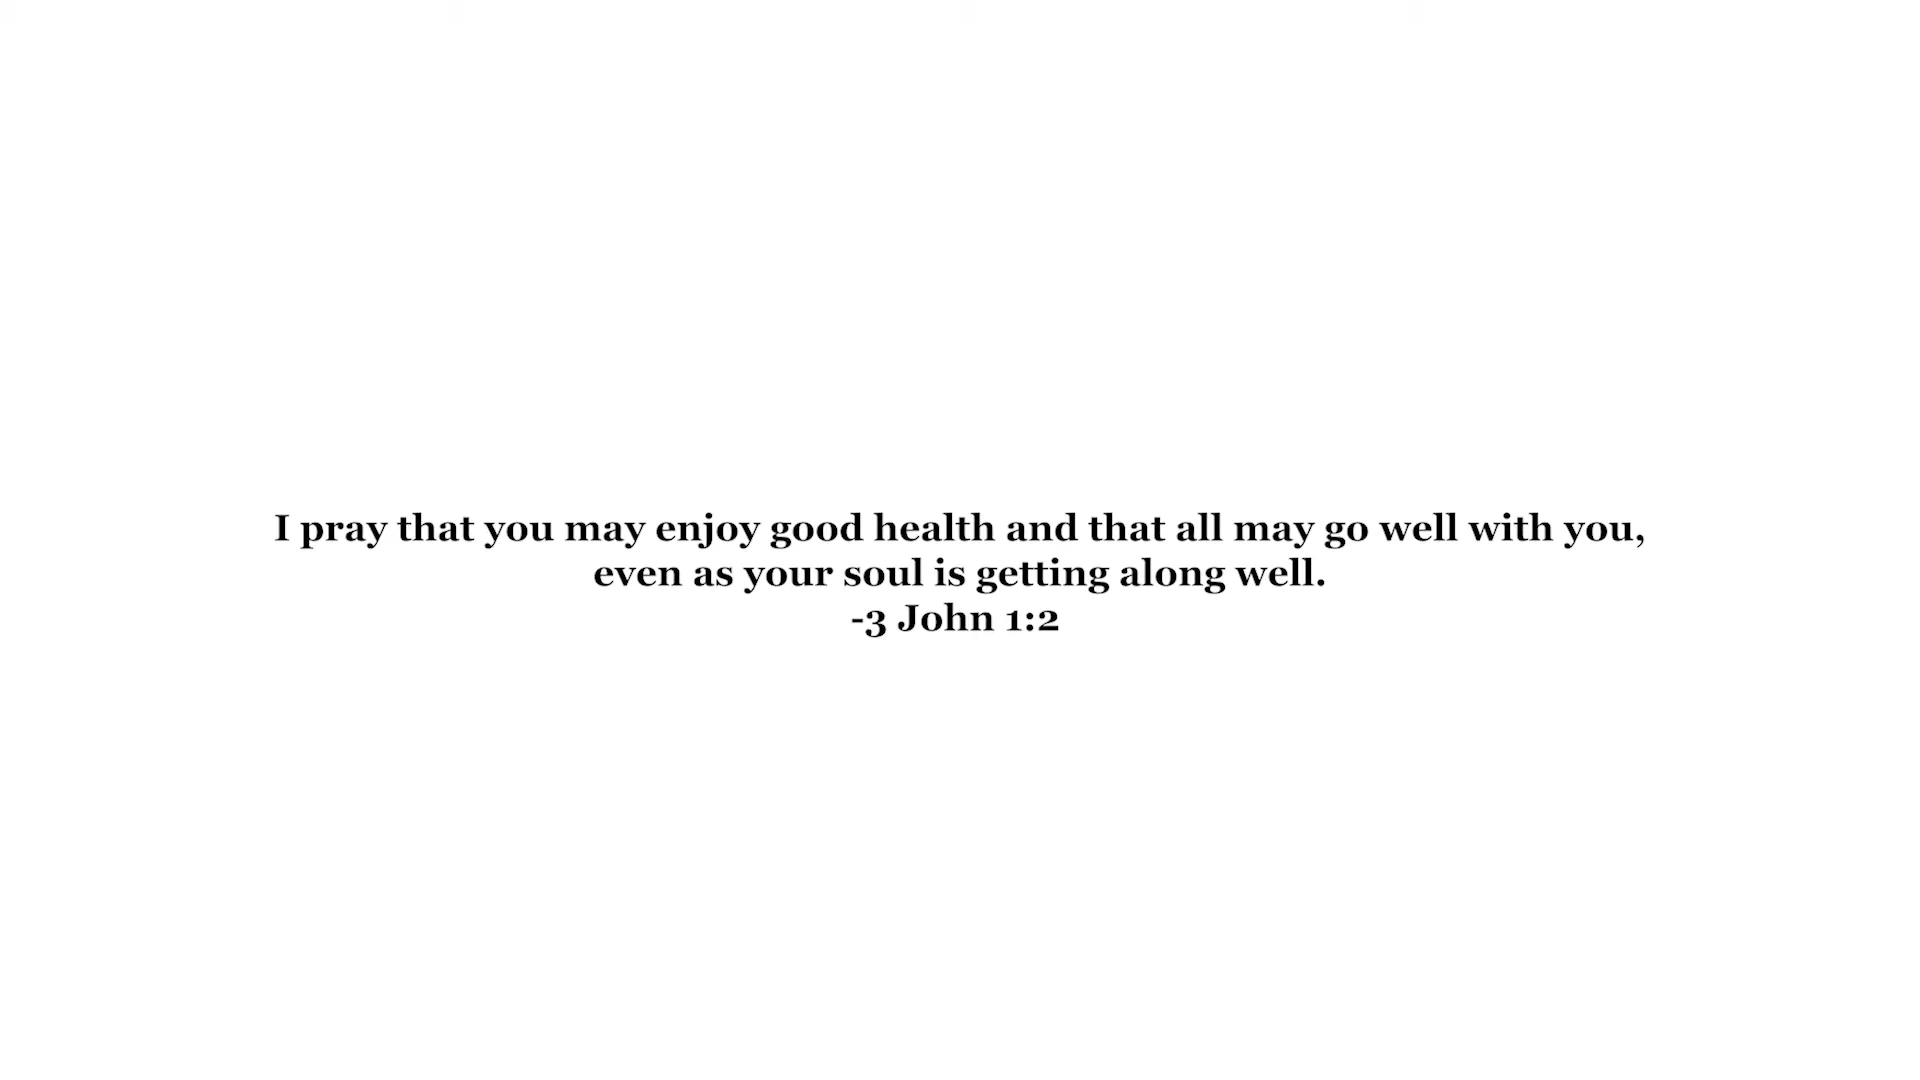 I pray that you may enjoy good health and that all may go well with you,
even as your soul is getting along well.
-3 John 1:2